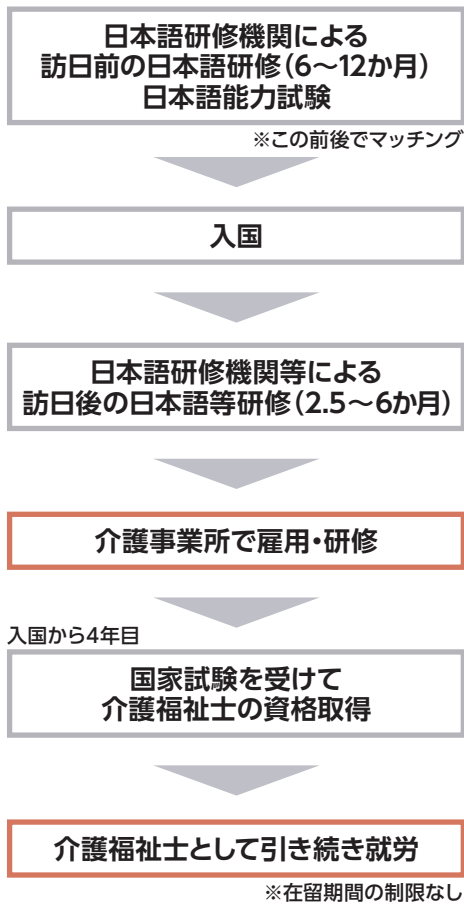 日本語研修機関による
訪日前の日本語研修(6～12か月)
日本語能力試験
※この前後でマッチング
入国
日本語研修機関等による
訪日後の日本語等研修(2.5～6か月)
介護事業所で雇用・研修
入国から4年目
国家試験を受けて
介護福祉士の資格取得
介護福祉士として引き続き就労
※在留期間の制限なし